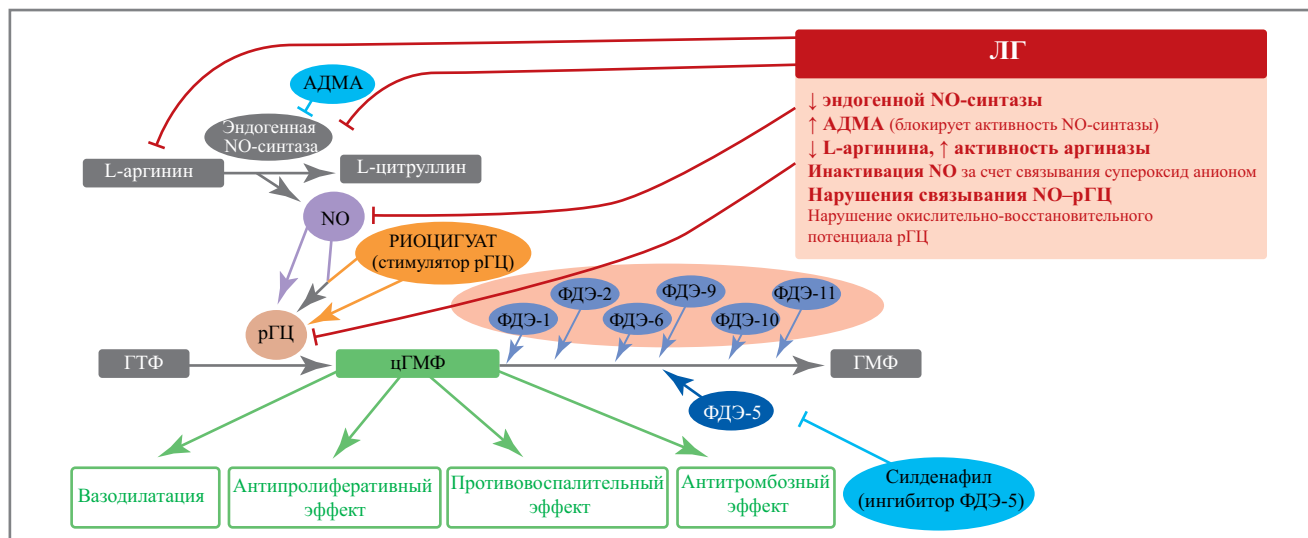 ЛГ
↓ эндогенной NO-синтазы
↑ АДМА (блокирует активность NO-синтазы)
↓ L-аргинина, ↑ активность аргиназы
Инактивация NO за счет связывания супероксид анионом
Нарушения связывания NO–рГЦ
Нарушение окислительно-восстановительного
потенциала рГЦ
АДМА
Эндогенная
NO-синтаза
L-аргинин
L-цитруллин
NO
РИОЦИГУАТ
(стимулятор рГЦ)
ФДЭ-1
ФДЭ-2
ФДЭ-6
ФДЭ-9
ФДЭ-10
ФДЭ-11
рГЦ
ГТФ
цГМФ
ГМФ
ФДЭ-5
Вазодилатация
Антипролиферативный
эффект
Противовоспалительный
эффект
Антитромбозный
эффект
Силденафил
(ингибитор ФДЭ-5)